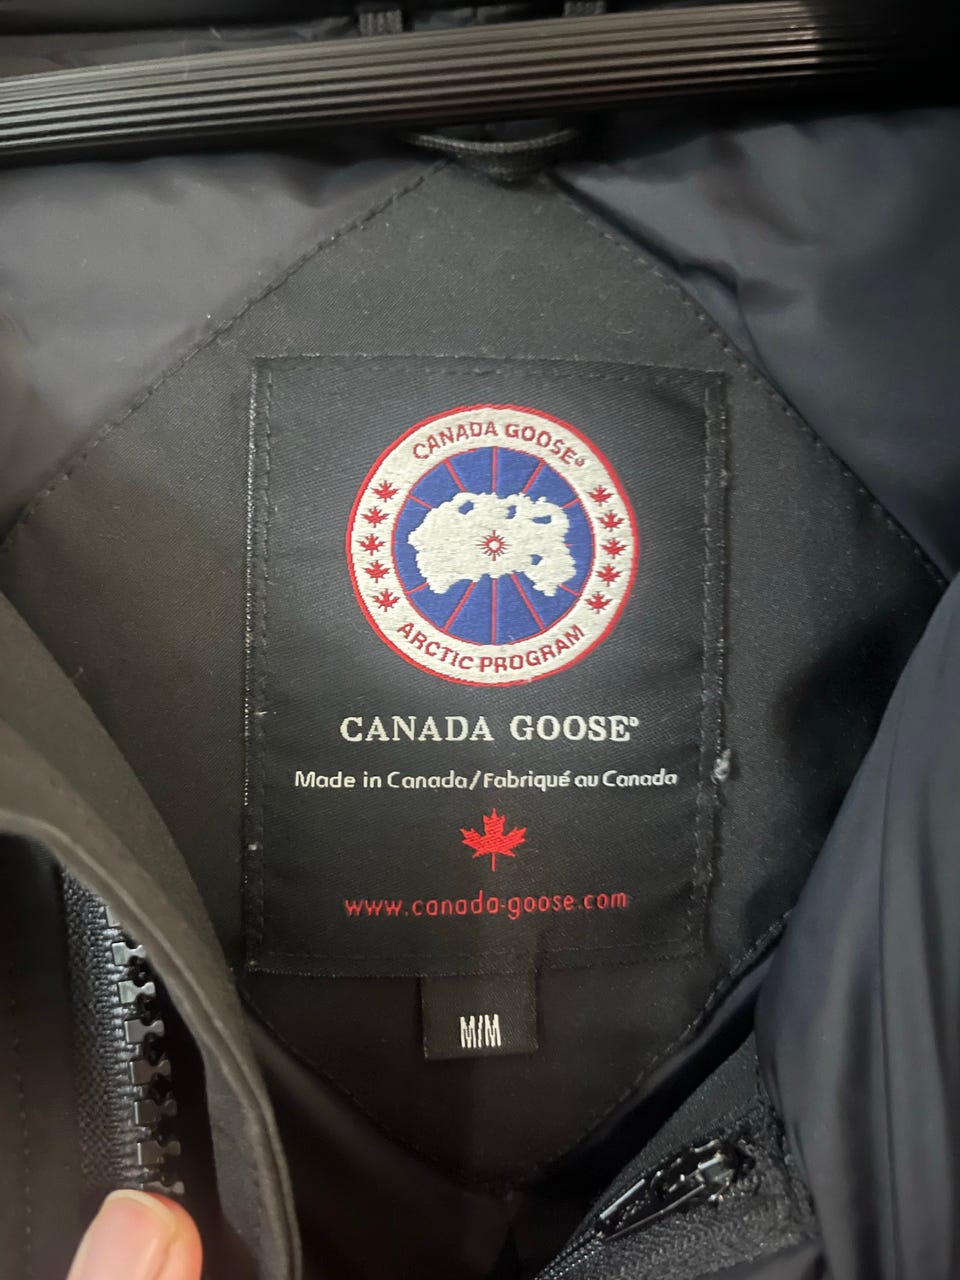 CANADA GOOSE®
ARCTIC PROGRAM
CANADA GOOSE®
Made in Canada/Fabriqué au Canada
www.canada-goose.com
M/M